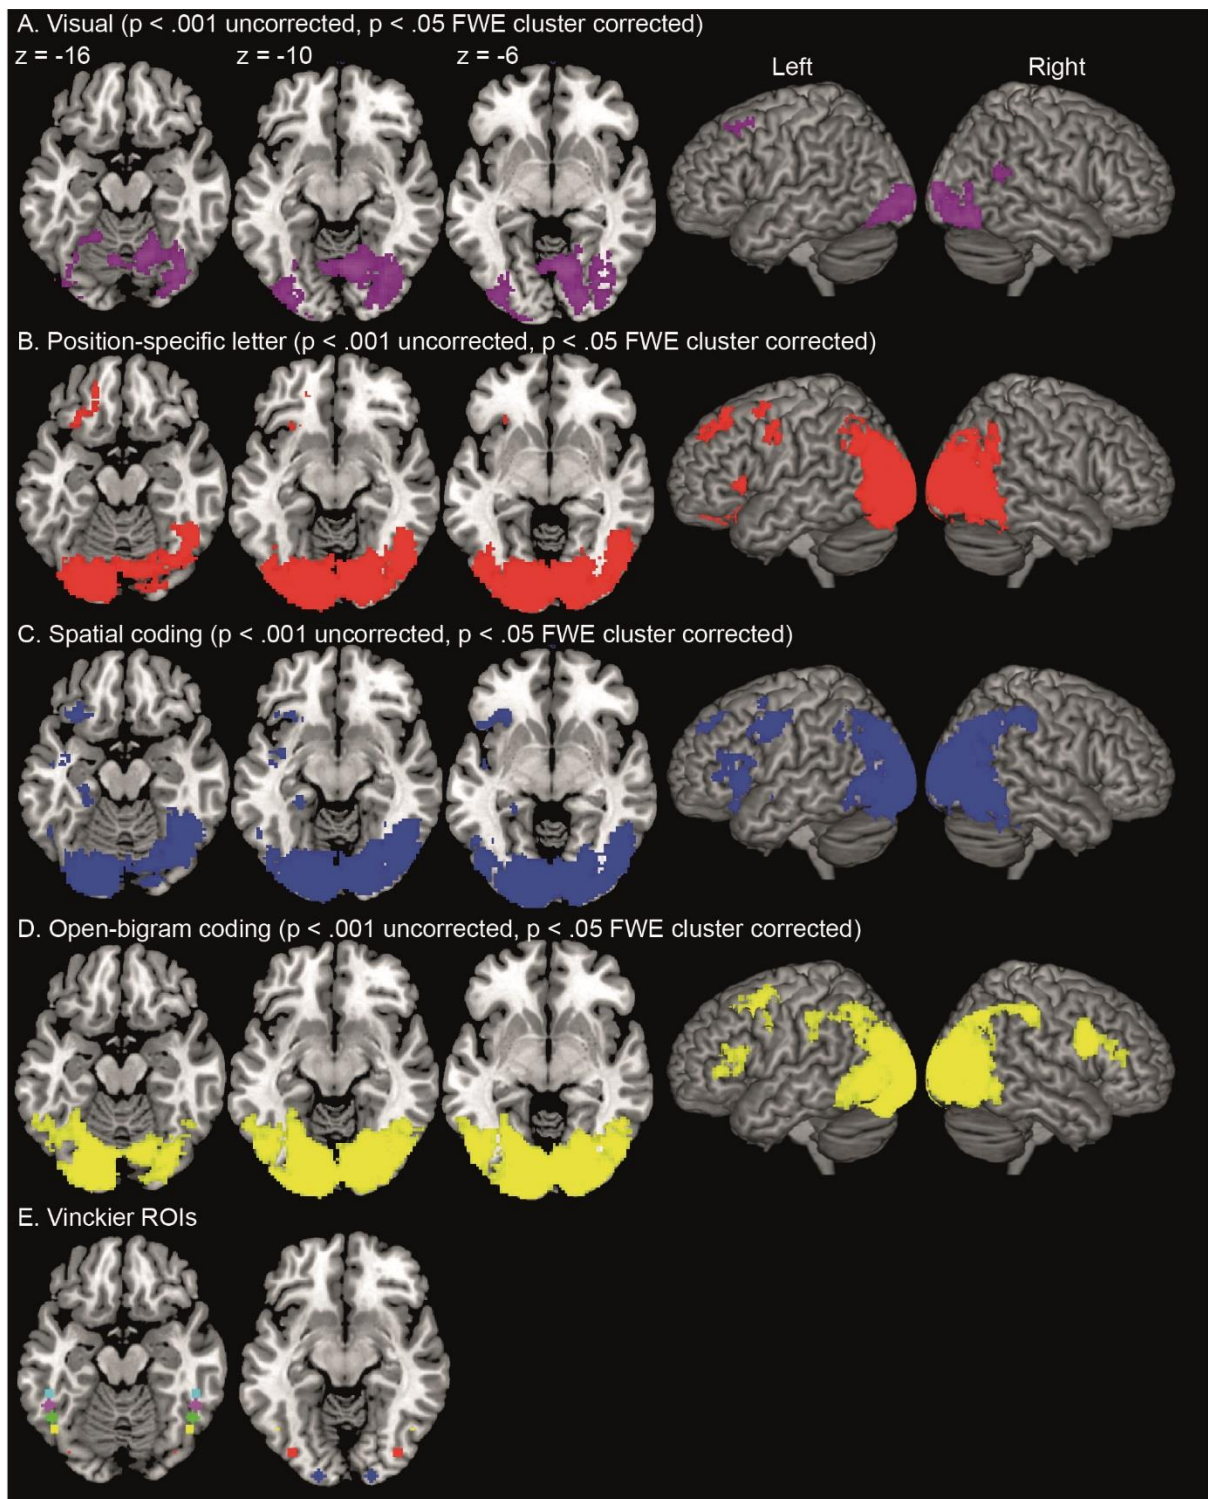 A. Visual (p < .001 uncorrected, p < .05 FWE cluster corrected)
z = -16 z = -10 z = -6
Left Right
B. Position-specific letter (p < .001 uncorrected, p < .05 FWE cluster corrected)
C. Spatial coding (p < .001 uncorrected, p < .05 FWE cluster corrected)
D. Open-bigram coding (p < .001 uncorrected, p < .05 FWE cluster corrected)
E. Vinckier ROIs